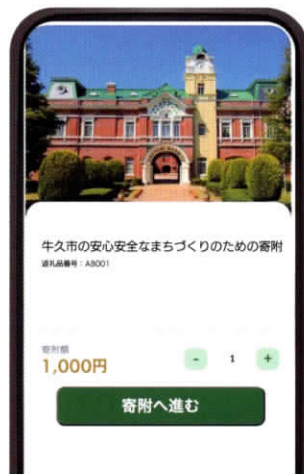 牛久市の安心安全なまちづくりのための寄附
返礼品番号：AB001
寄附額
1,000円
- 1 +
寄附へ進む